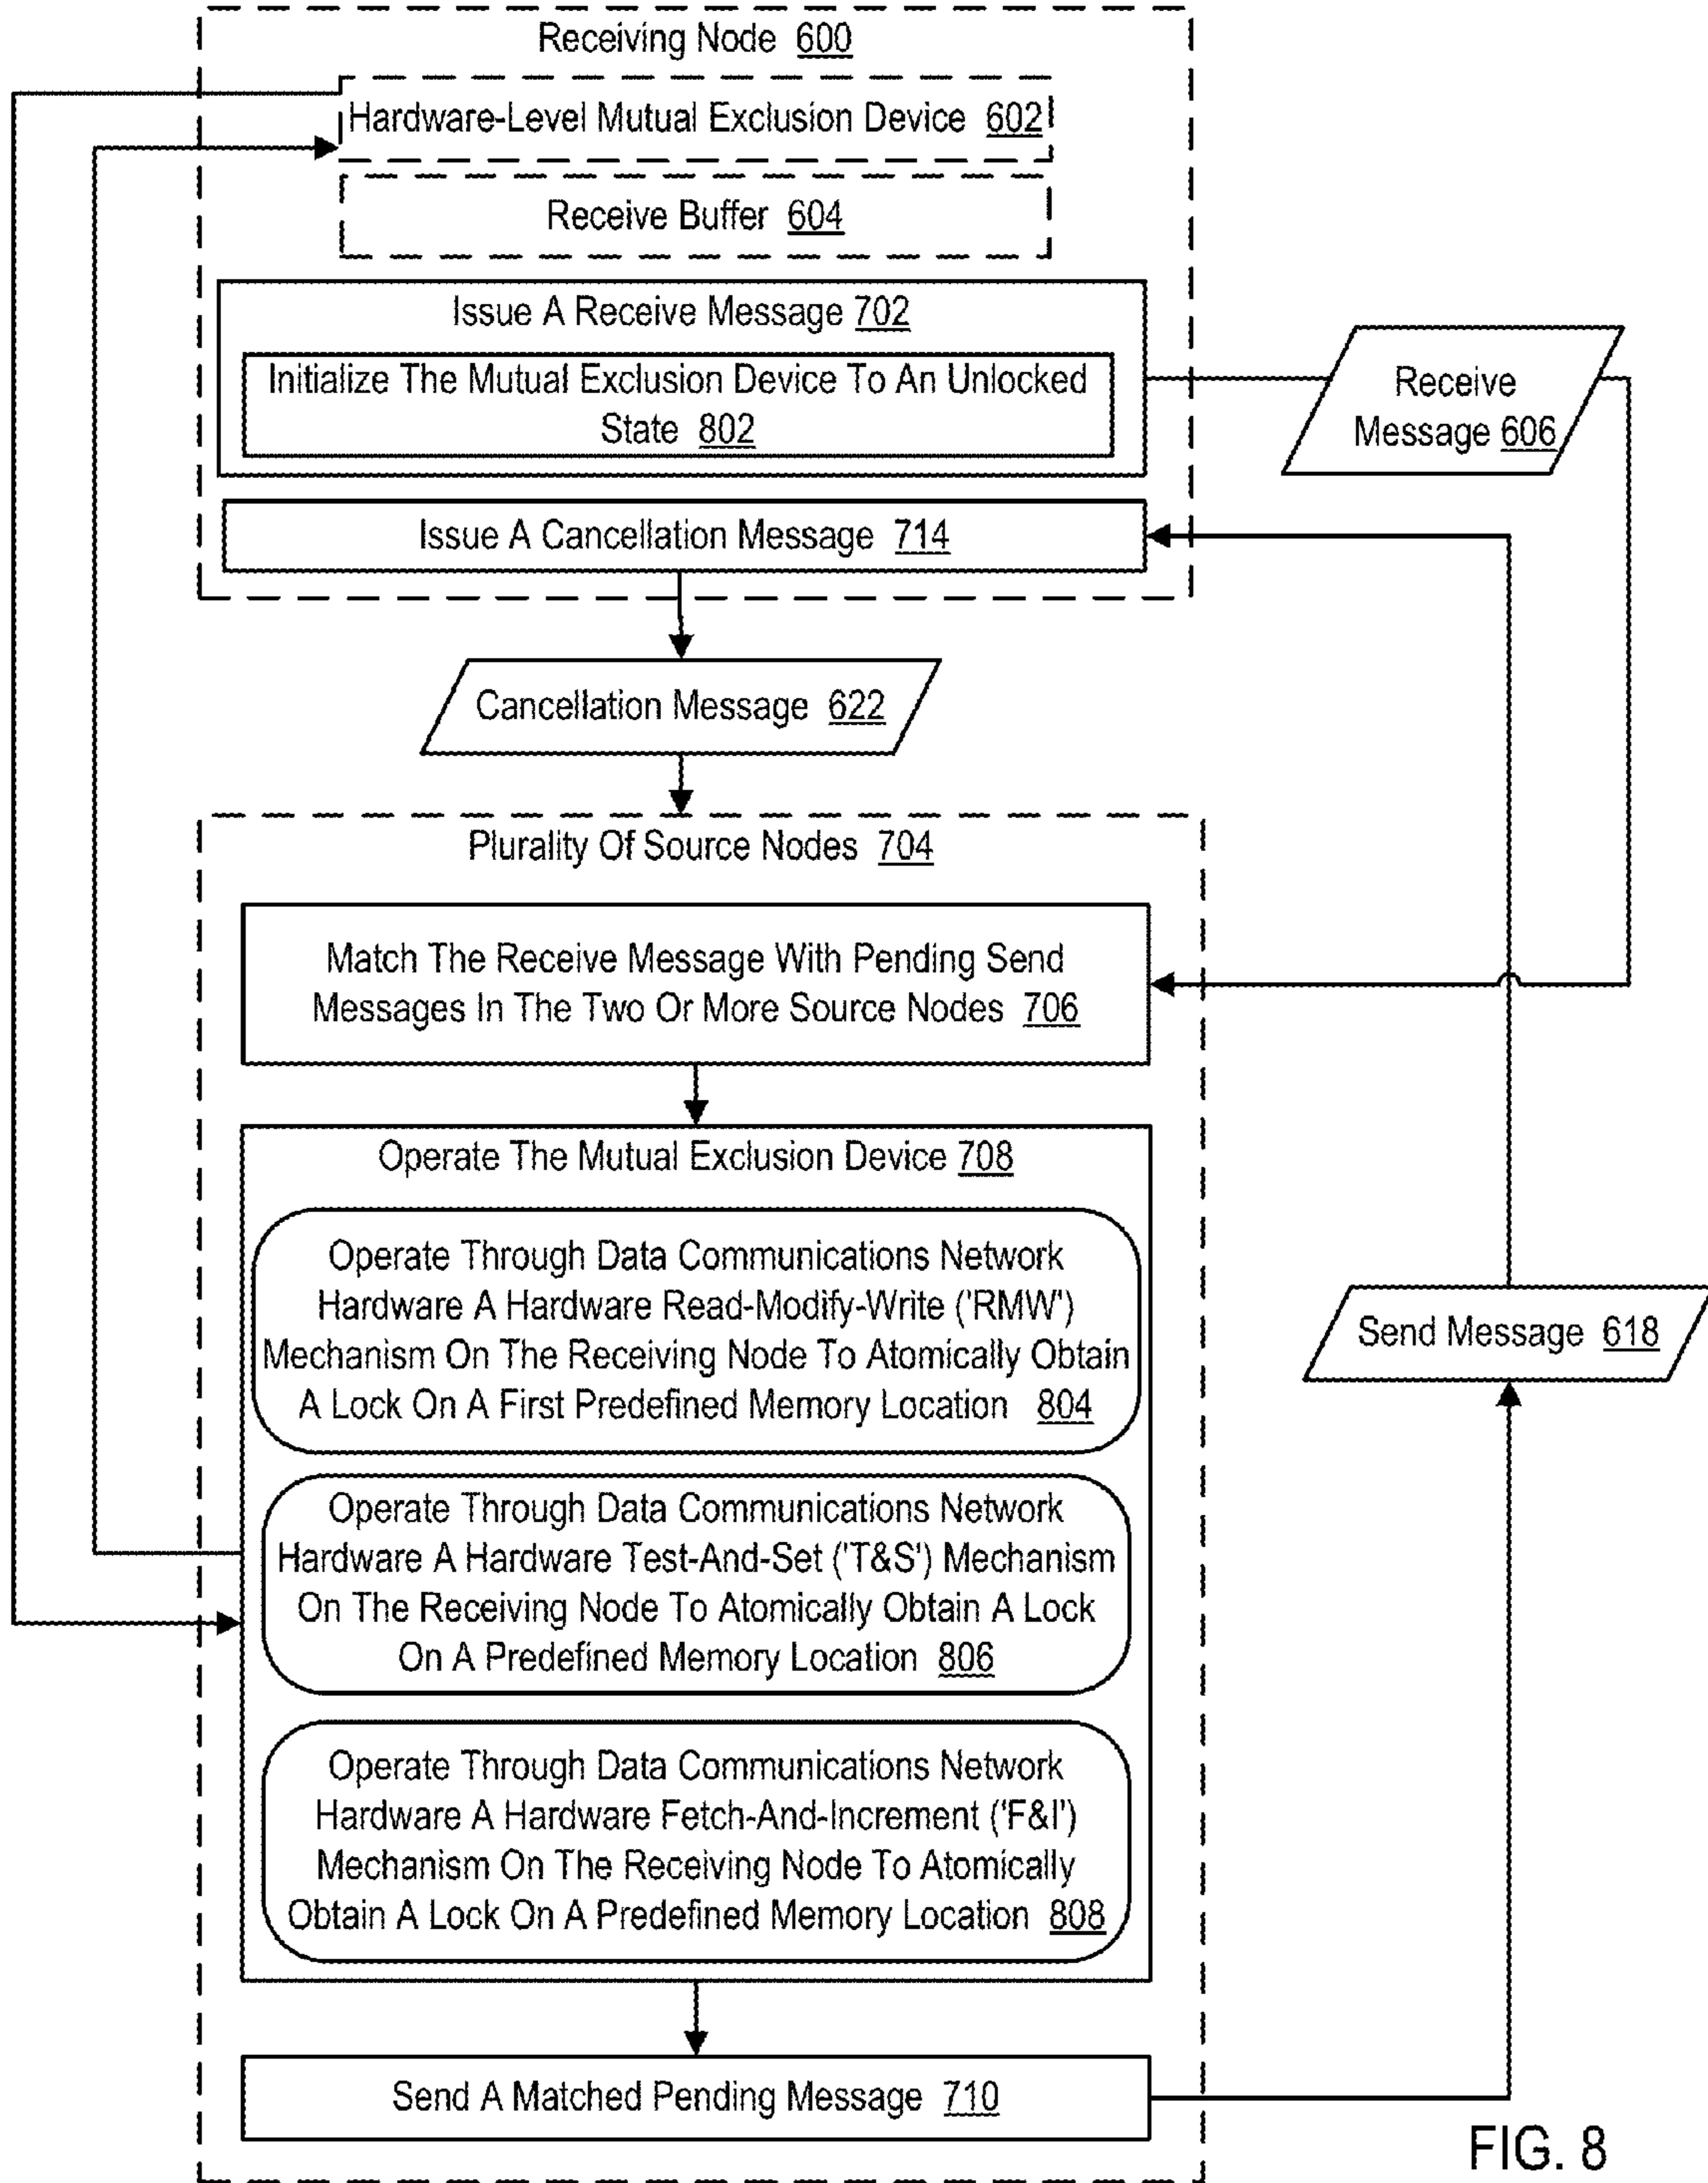 Receiving Node 600
Hardware-Level Mutual Exclusion Device 602
Receive Buffer 604
Issue A Receive Message 702
Initialize The Mutual Exclusion Device To An Unlocked
State 802
Receive
Message 606
Issue A Cancellation Message 714
Cancellation Message 622
Plurality Of Source Nodes 704
Match The Receive Message With Pending Send
Messages In The Two Or More Source Nodes 706
Operate The Mutual Exclusion Device 708
Operate Through Data Communications Network
Hardware A Hardware Read-Modify-Write ('RMW')
Mechanism On The Receiving Node To Atomically Obtain
A Lock On A First Predefined Memory Location 804
Send Message 618
Operate Through Data Communications Network
Hardware A Hardware Test-And-Set ('T&S') Mechanism
On The Receiving Node To Atomically Obtain A Lock
On A Predefined Memory Location 806
Operate Through Data Communications Network
Hardware A Hardware Fetch-And-Increment ('F&I')
Mechanism On The Receiving Node To Atomically
Obtain A Lock On A Predefined Memory Location 808
Send A Matched Pending Message 710
FIG. 8